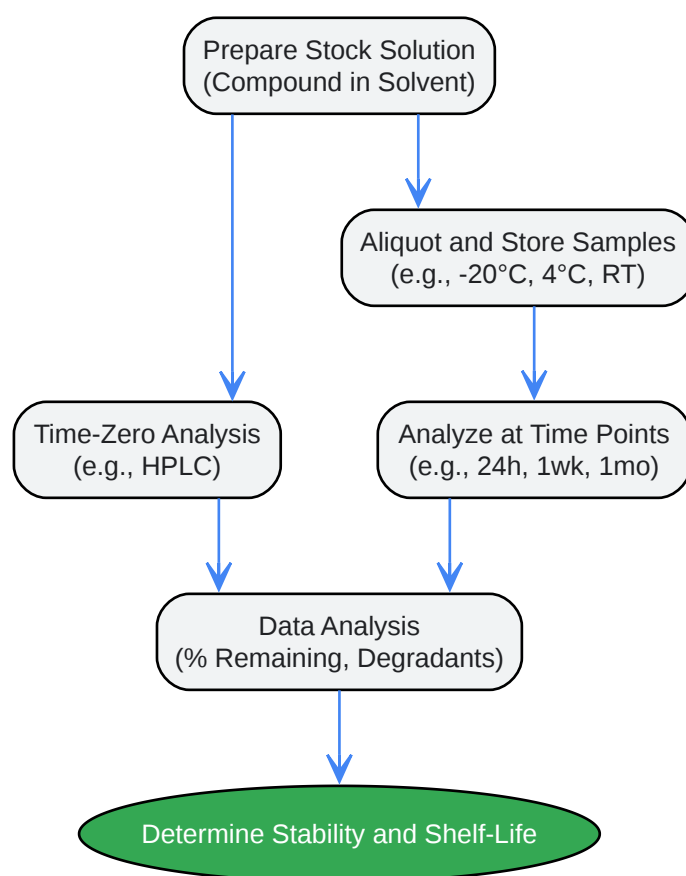 Prepare Stock Solution
(Compound in Solvent)
Aliquot and Store Samples
(e.g., -20°C, 4°C, RT)
Time-Zero Analysis
(e.g., HPLC)
Analyze at Time Points
(e.g., 24h, 1wk, 1mo)
Data Analysis
(% Remaining, Degradants)
Determine Stability and Shelf-Life